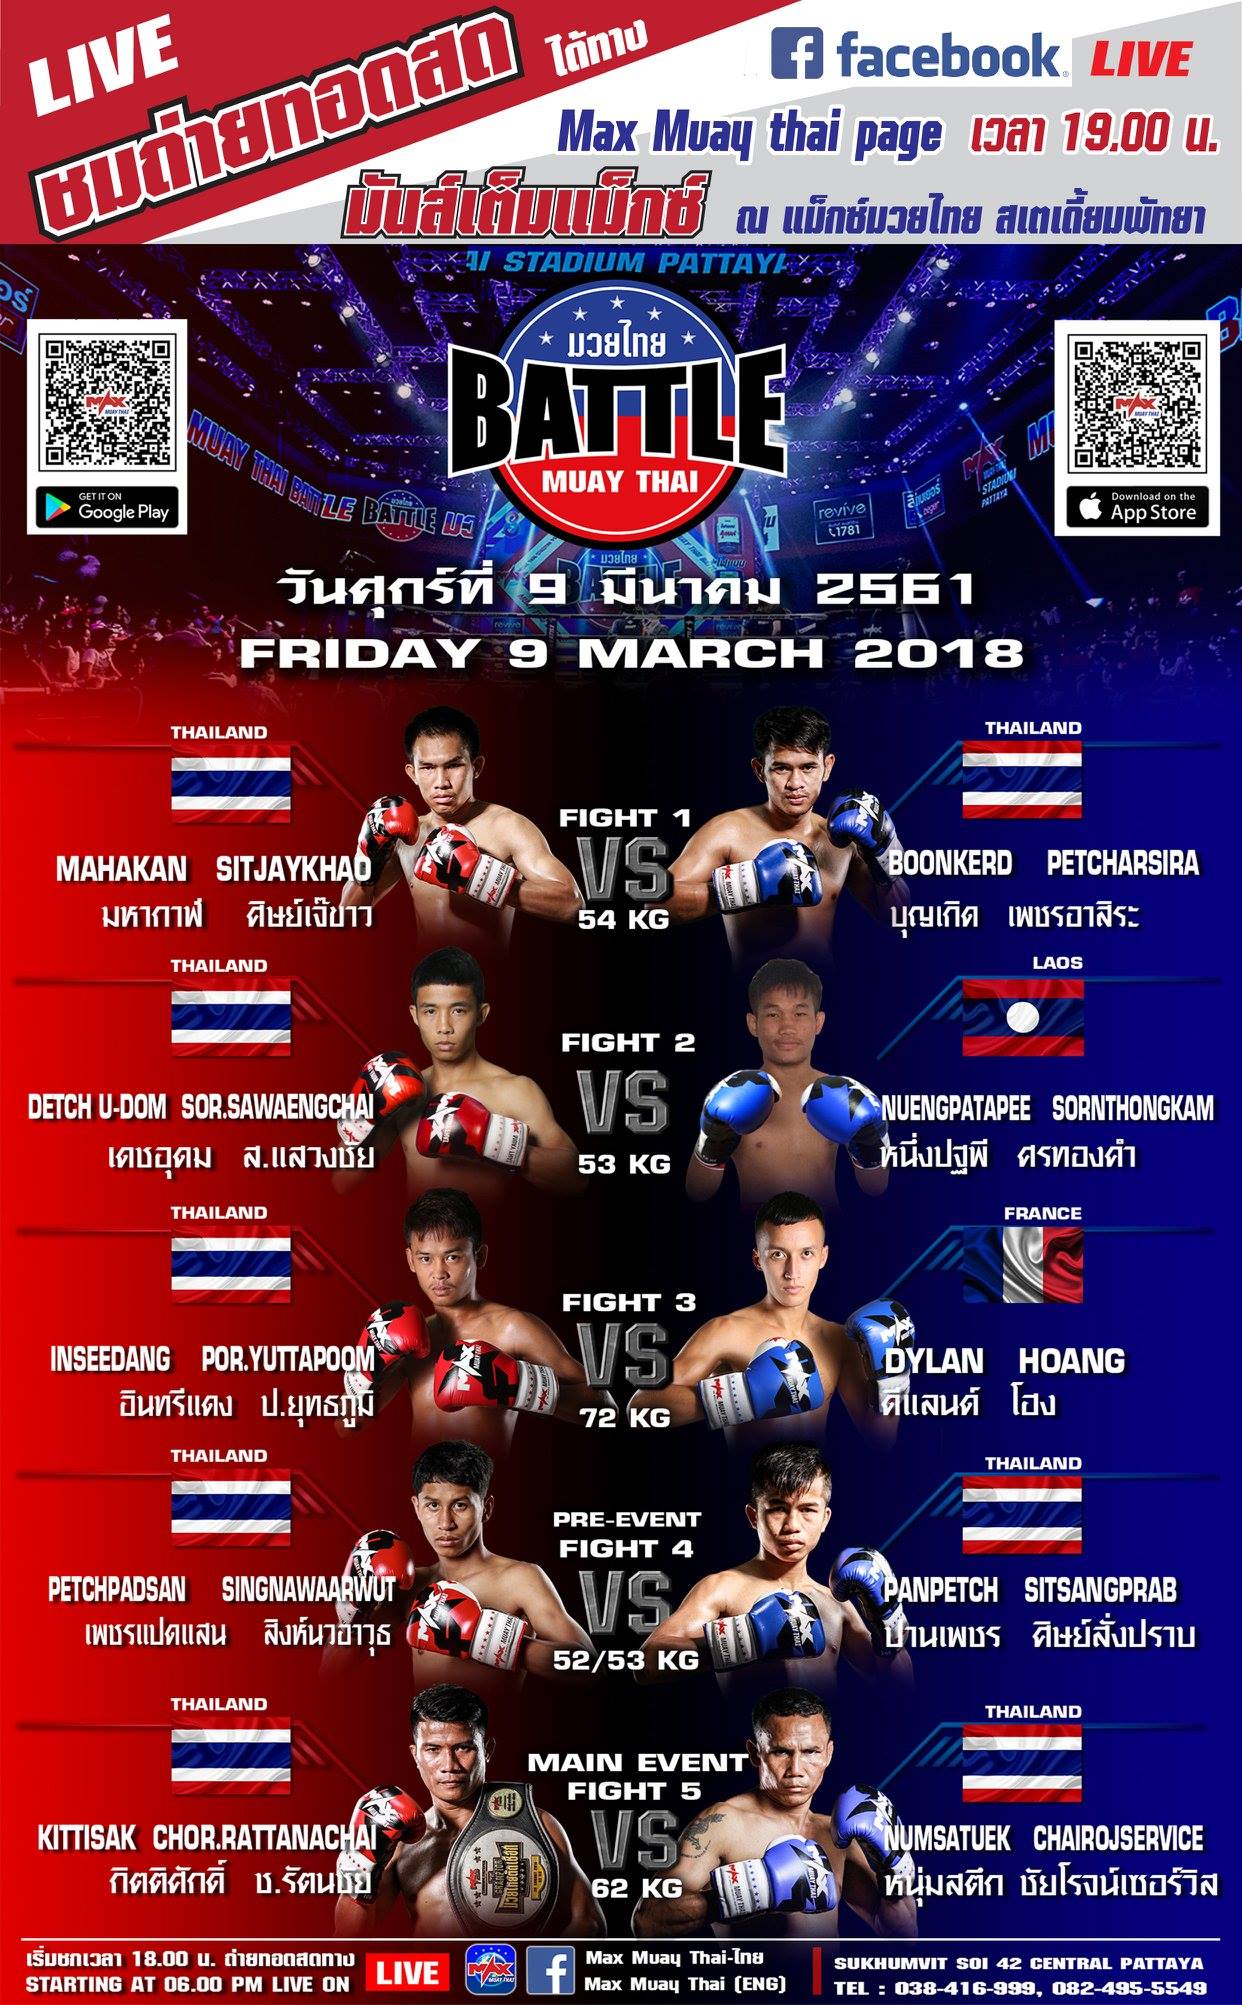 LIVE
ชมถ่ายทอดสด ได้ทาง
facebook LIVE
Max Muay thai page เวลา 19.00 น.
มันส์เต็มแม็กซ์ ณ แม็กซ์มวยไทย สเตเดี้ยมพัทยา
AI STADIUM PATTAYA
มวยไทย
BATTLE
MUAY THAI
MAX
MUAY THAI
GET IT ON
Google Play
MAX
MUAY THAI
Download on the
App Store
MUAY THAI BATTLE
revive
1781
วันศุกร์ที่ 9 มีนาคม 2561
FRIDAY 9 MARCH 2018
THAILAND
MAHAKAN SITJAYKHAO
มหากาฬ ศิษย์เจ๊ขาว
FIGHT 1
VS
54 KG
THAILAND
BOONKERD PETCHARSIRA
บุญเกิด เพชรอาสิระ
THAILAND
DETCH U-DOM SOR.SAWAENGCHAI
เดชอุดม ส.แสวงชัย
FIGHT 2
VS
53 KG
LAOS
NUENGPATAPEE SORNTHONGKAM
หนึ่งปฐพี ศรทองคำ
THAILAND
INSEEDANG POR.YUTTAPOOM
อินทรีแดง ป.ยุทธภูมิ
FIGHT 3
VS
72 KG
FRANCE
DYLAN HOANG
ดีแลนด์ โฮง
THAILAND
PETCHPADSAN SINGNAWAARWUT
เพชรแปดแสน สิงห์นวอาวุธ
PRE-EVENT
FIGHT 4
VS
52/53 KG
THAILAND
PANPETCH SITSANGPRAB
ปานเพชร ศิษย์สั่งปราบ
THAILAND
KITTISAK CHOR.RATTANACHAI
กิตติศักดิ์ ช.รัตนชัย
MAIN EVENT
FIGHT 5
VS
62 KG
THAILAND
NUMSATUEK CHAIROJSERVICE
หนุ่มสตึก ชัยโรจน์เซอร์วิส
เริ่มชกเวลา 18.00 น. ถ่ายทอดสดทาง
STARTING AT 06.00 PM LIVE ON
LIVE
MAX
MUAY THAI
Max Muay Thai-ไทย
Max Muay Thai (ENG)
SUKHUMVIT SOI 42 CENTRAL PATTAYA
TEL : 038-416-999, 082-495-5549